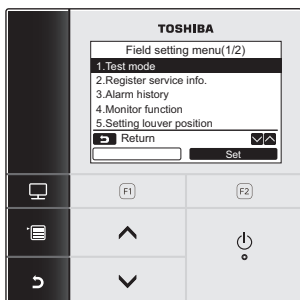 TOSHIBA
Field setting menu(1/2)
1.Test mode
2.Register service info.
3.Alarm history
4.Monitor function
5.Setting louver position
Return
Set
F1 F2